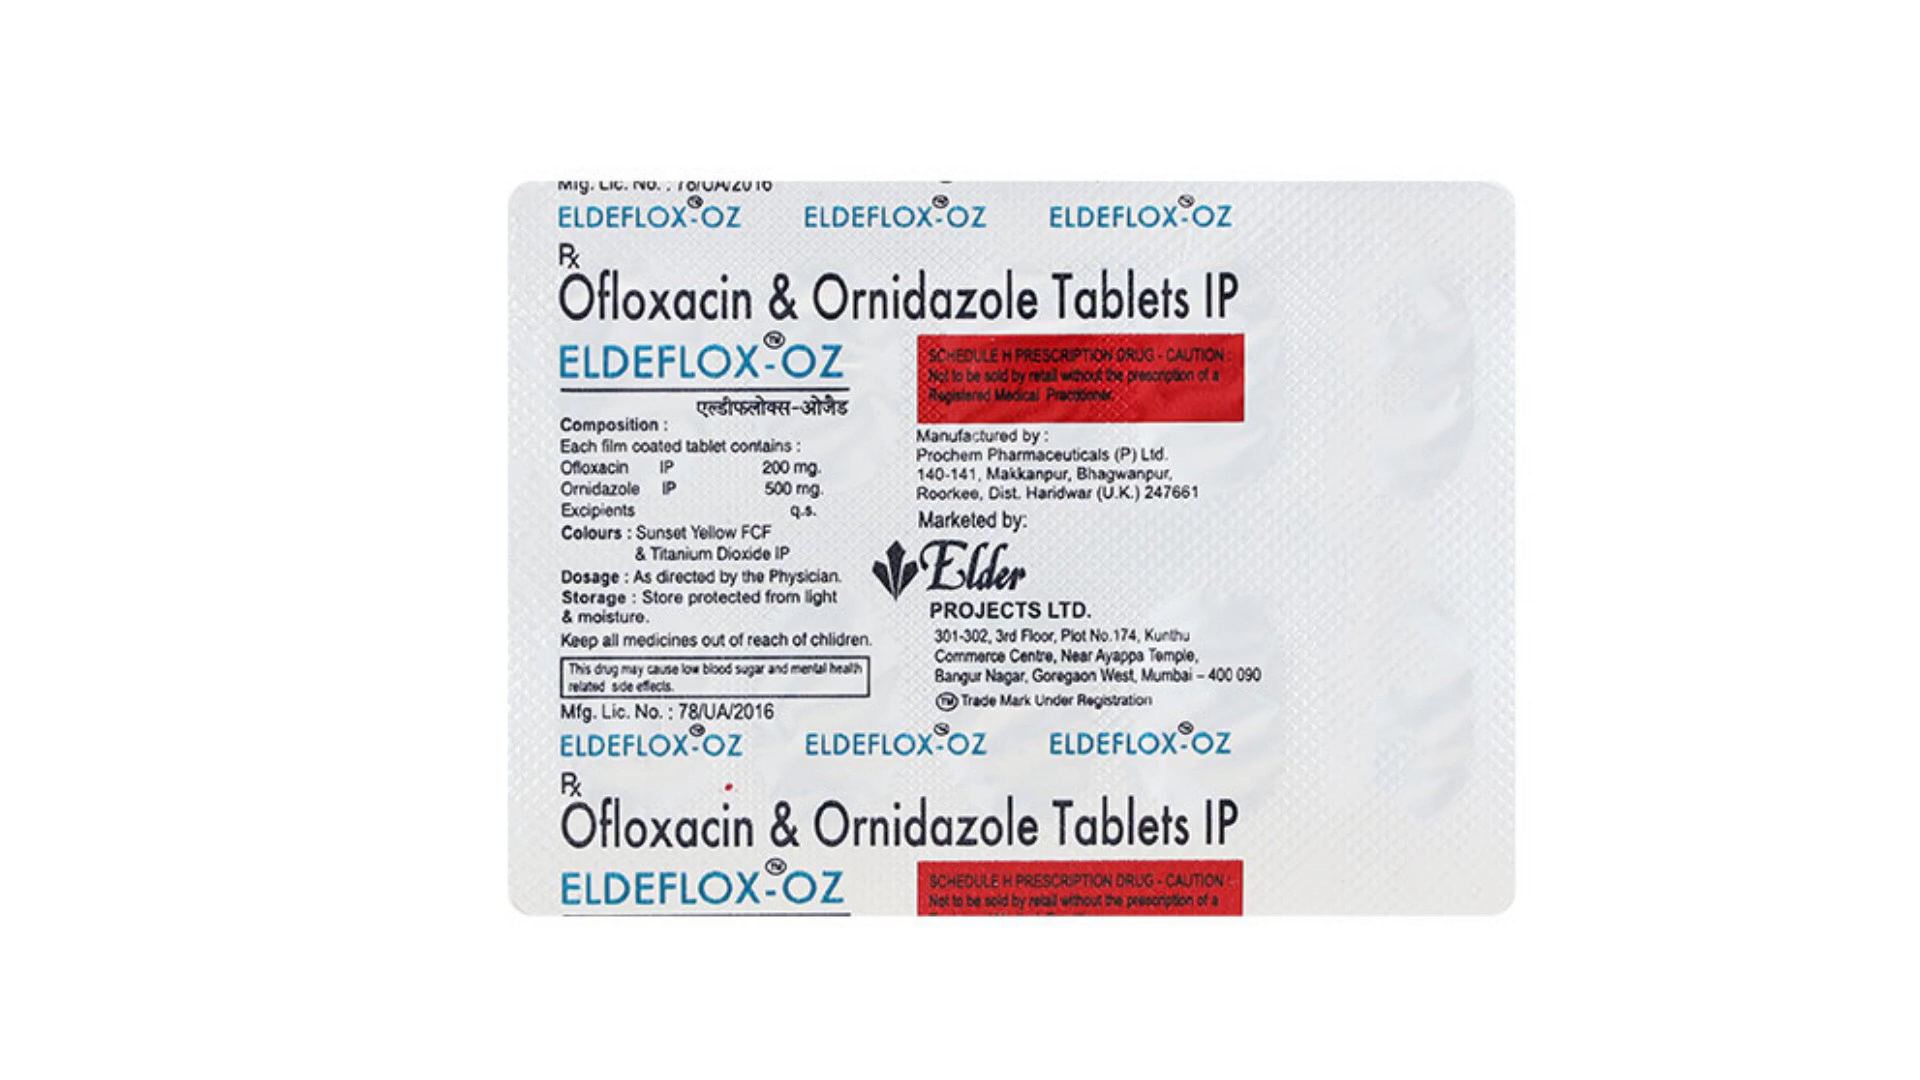 Mfg. Lic. No. : 78/UA/2016
ELDEFLOX-OZ ELDEFLOX-OZ ELDEFLOX-OZ
Rx
Ofloxacin & Ornidazole Tablets IP
ELDEFLOX™-OZ
एल्डीफलोक्स-ओजैड
Composition :
Each film coated tablet contains :
Ofloxacin IP 200 mg.
Ornidazole IP 500 mg.
Excipients q.s.
Colours : Sunset Yellow FCF
& Titanium Dioxide IP
Dosage : As directed by the Physician.
Storage : Store protected from light
& moisture.
Keep all medicines out of reach of children.
This drug may cause low blood sugar and mental health
related side effects.
Mfg. Lic. No. : 78/UA/2016
SCHEDULE H PRESCRIPTION DRUG - CAUTION :
Not to be sold by retail without the prescription of a
Registered Medical Practitioner.
Manufactured by :
Prochem Pharmaceuticals (P) Ltd.
140-141, Makkanpur, Bhagwanpur,
Roorkee, Dist. Haridwar (U.K.) 247661
Marketed by:
Elder
PROJECTS LTD.
301-302, 3rd Floor, Plot No.174, Kunthu
Commerce Centre, Near Ayappa Temple,
Bangur Nagar, Goregaon West, Mumbai – 400 090
TM Trade Mark Under Registration
ELDEFLOX-OZ ELDEFLOX-OZ ELDEFLOX-OZ
Rx
Ofloxacin & Ornidazole Tablets IP
ELDEFLOX™-OZ
SCHEDULE H PRESCRIPTION DRUG - CAUTION :
Not to be sold by retail without the prescription of a